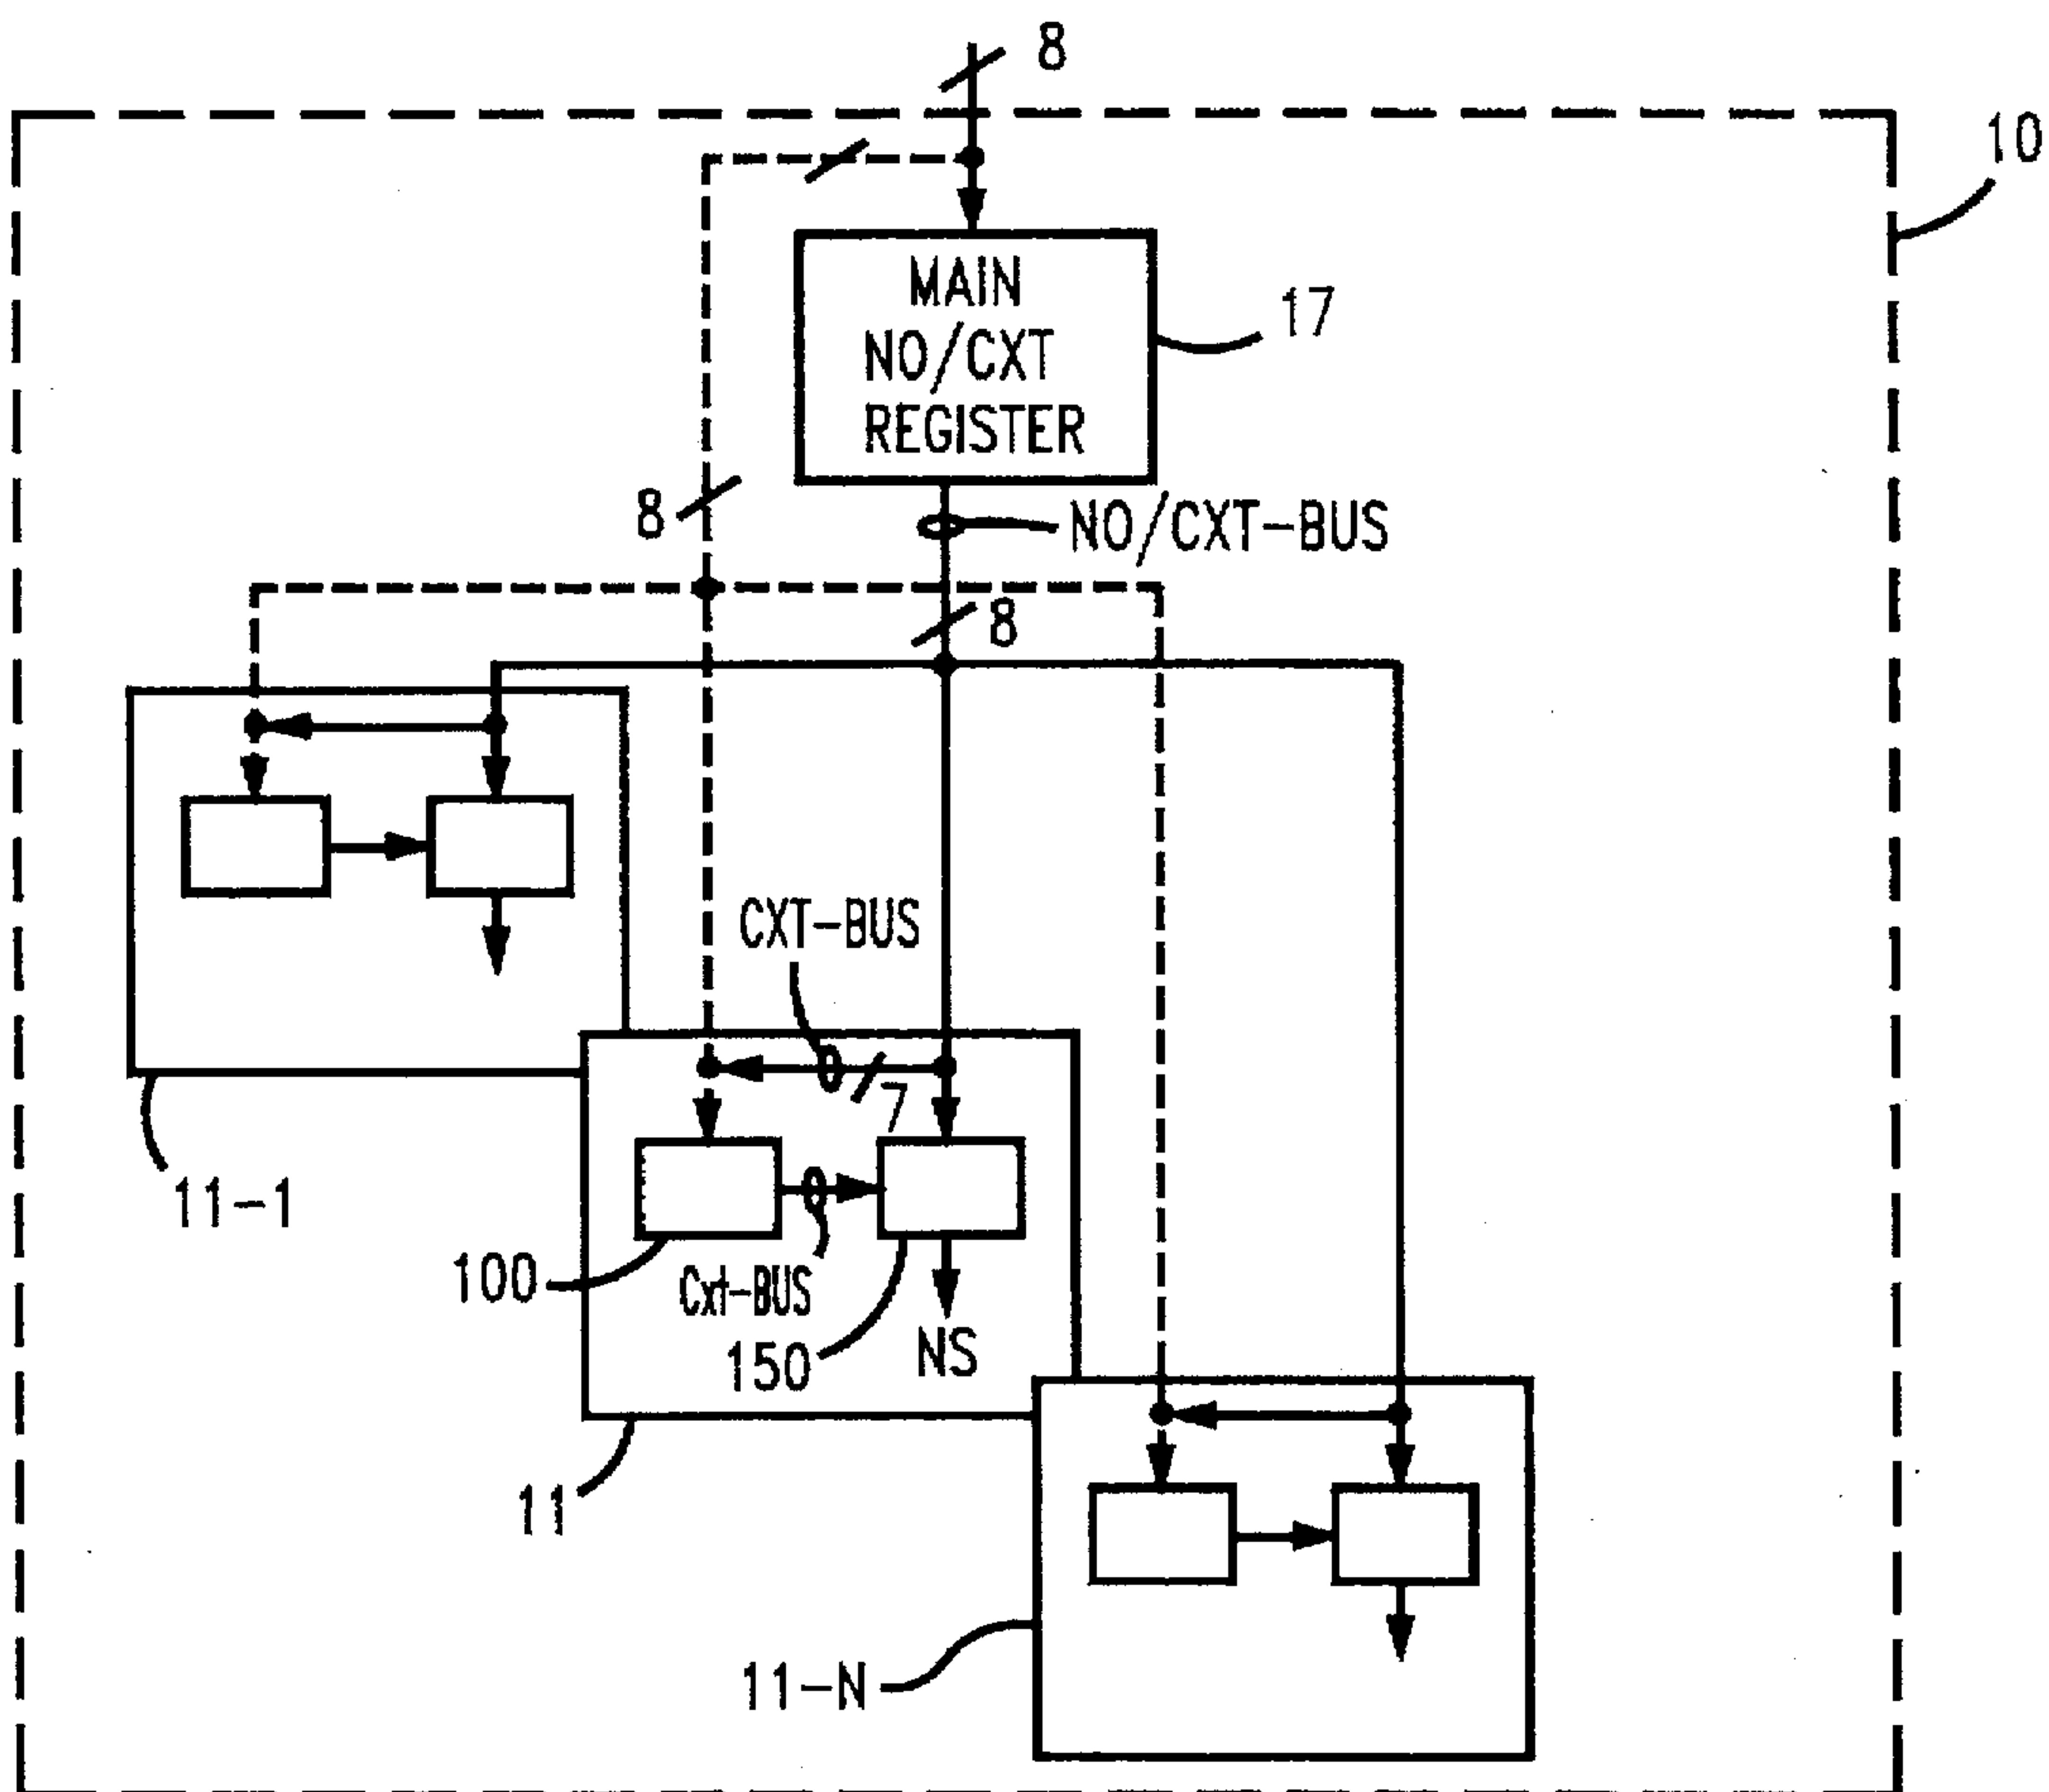 8
10
MAIN
NO/CXT
REGISTER
17
8
NO/CXT-BUS
8
CXT-BUS
7
11-1
100
Cxt-BUS
150
NS
11
11-N